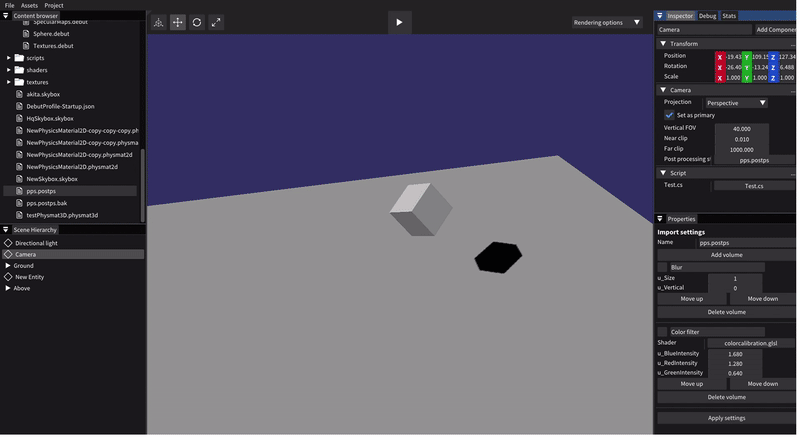 File Assets Project
Content browser
SpecularMaps.debut
Sphere.debut
Textures.debut
scripts
shaders
textures
akita.skybox
DebutProfile-Startup.json
HqSkybox.skybox
NewPhysicsMaterial2D-copy-copy-copy.ph
NewPhysicsMaterial2D-copy-copy.physma
NewPhysicsMaterial2D-copy.physmat2d
NewPhysicsMaterial2D.physmat2d
NewSkybox.skybox
pps.postps
pps.postps.bak
testPhysmat3D.physmat3d
Scene Hierarchy
Directional light
Camera
Ground
New Entity
Above
Rendering options
Inspector Debug Stats
Camera Add Componen
Transform ...
Position X -19.43 Y 109.15 Z 127.34
Rotation X -26.40 Y -13.24 Z 6.488
Scale X 1.000 Y 1.000 Z 1.000
Camera ...
Projection Perspective
Set as primary
Vertical FOV 40.000
Near clip 0.010
Far clip 1000.000
Post processing st pps.postps
Script ...
Test.cs Test.cs
Properties
Import settings
Name pps.postps
Add volume
Blur
u_Size 1
u_Vertical 0
Move up Move down
Delete volume
Color filter
Shader colorcalibration.glsl
u_BlueIntensity 1.680
u_RedIntensity 1.280
u_GreenIntensity 0.640
Move up Move down
Delete volume
Apply settings